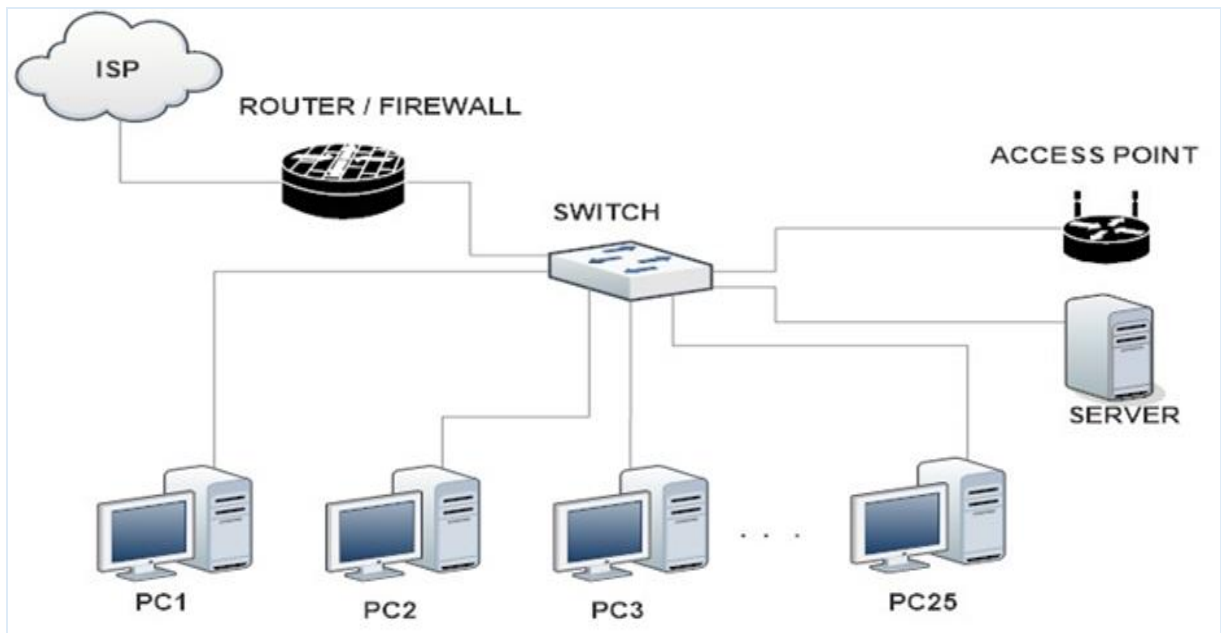 ISP
ROUTER / FIREWALL
ACCESS POINT
SWITCH
SERVER
PC1
PC2
PC3
. . .
PC25